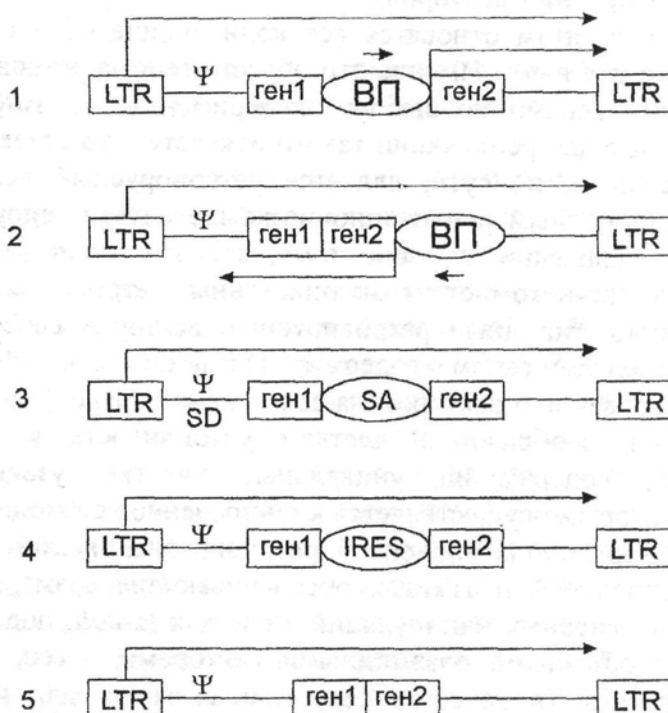 Ψ
1 LTR ген1 ВП ген2 LTR
Ψ
2 LTR ген1 ген2 ВП LTR
Ψ
3 LTR ген1 SA ген2 LTR
SD
Ψ
4 LTR ген1 IRES ген2 LTR
Ψ
5 LTR ген1 ген2 LTR